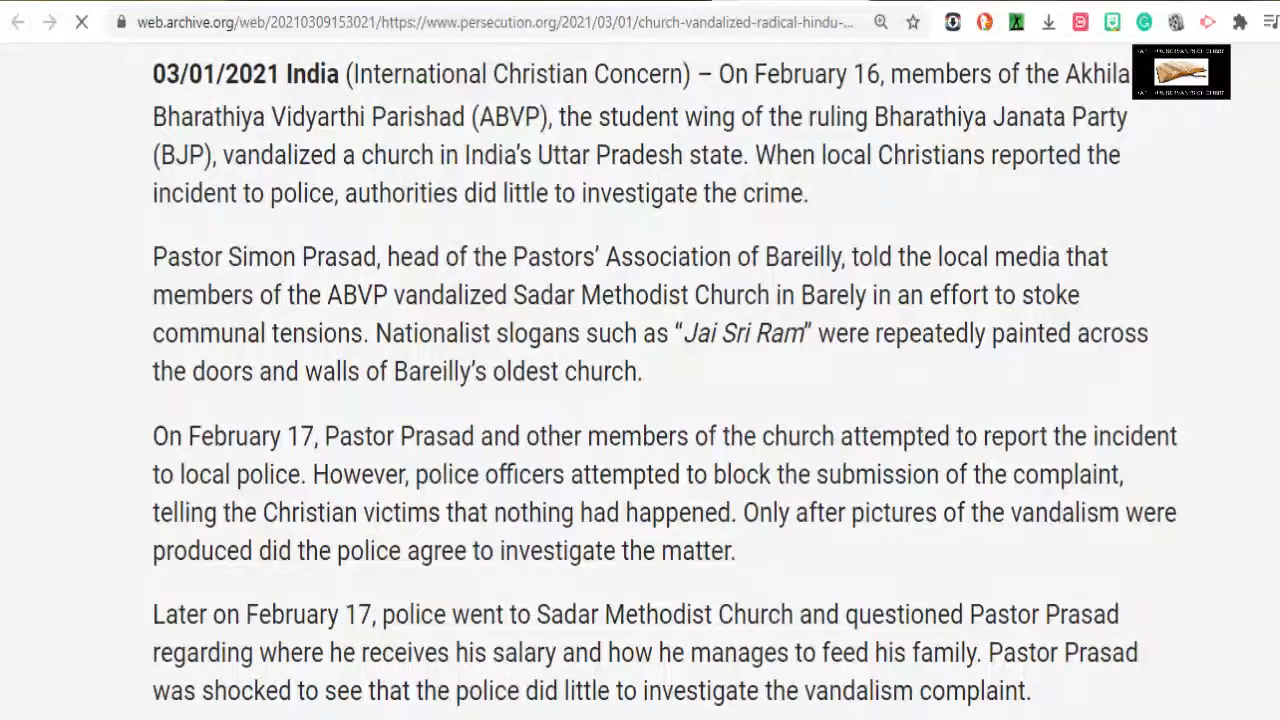 web.archive.org/web/20210309153021/https://www.persecution.org/2021/03/01/church-vandalized-radical-hindu-...
03/01/2021 India (International Christian Concern) – On February 16, members of the Akhila
Bharathiya Vidyarthi Parishad (ABVP), the student wing of the ruling Bharathiya Janata Party
(BJP), vandalized a church in India's Uttar Pradesh state. When local Christians reported the
incident to police, authorities did little to investigate the crime.
Pastor Simon Prasad, head of the Pastors' Association of Bareilly, told the local media that
members of the ABVP vandalized Sadar Methodist Church in Barely in an effort to stoke
communal tensions. Nationalist slogans such as “Jai Sri Ram” were repeatedly painted across
the doors and walls of Bareilly's oldest church.
On February 17, Pastor Prasad and other members of the church attempted to report the incident
to local police. However, police officers attempted to block the submission of the complaint,
telling the Christian victims that nothing had happened. Only after pictures of the vandalism were
produced did the police agree to investigate the matter.
Later on February 17, police went to Sadar Methodist Church and questioned Pastor Prasad
regarding where he receives his salary and how he manages to feed his family. Pastor Prasad
was shocked to see that the police did little to investigate the vandalism complaint.